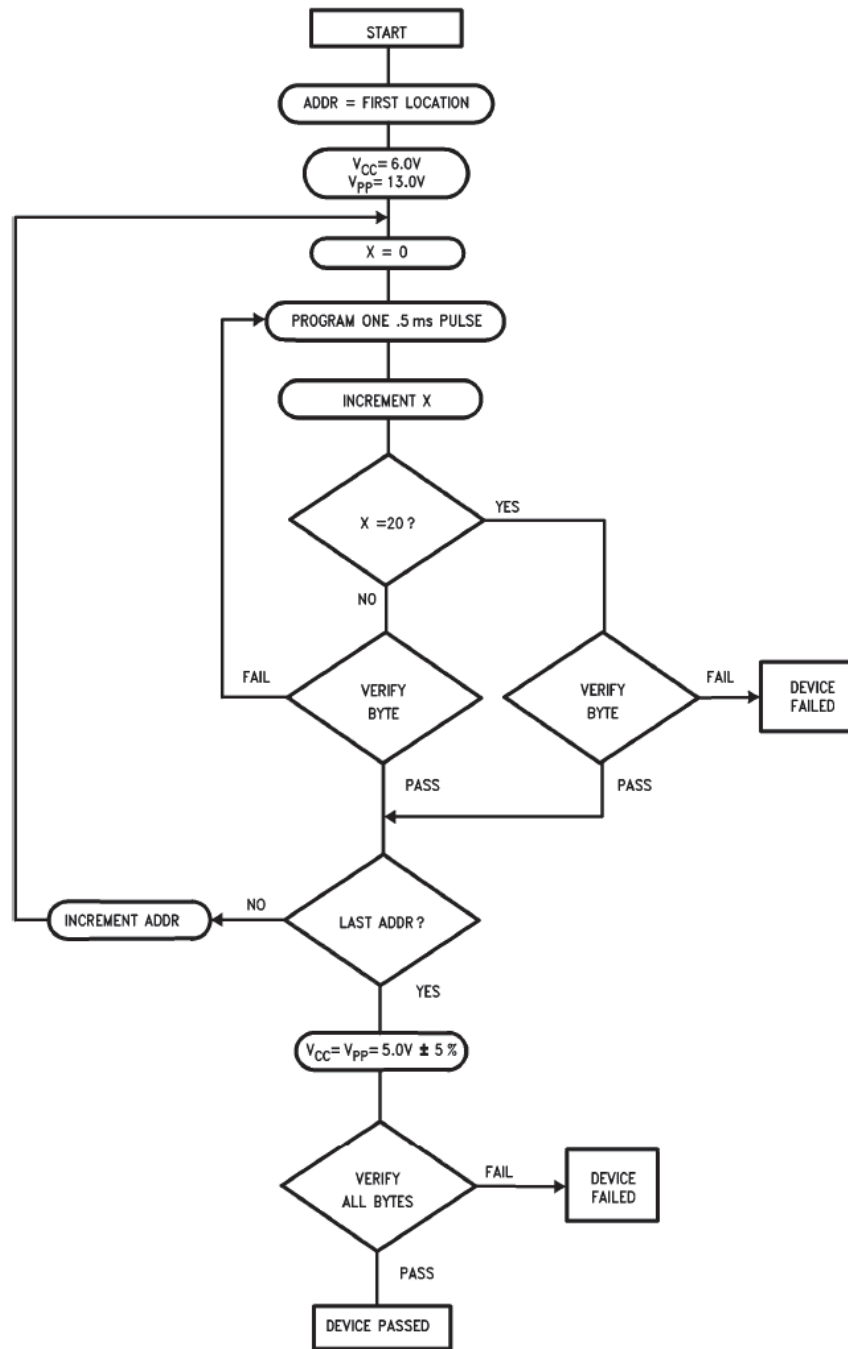 START
ADDR = FIRST LOCATION
VCC= 6.0V
VPP= 13.0V
X = 0
PROGRAM ONE .5 ms PULSE
INCREMENT X
X =20 ?
YES
NO
FAIL
VERIFY
BYTE
VERIFY
BYTE
FAIL
DEVICE
FAILED
PASS
PASS
INCREMENT ADDR
NO
LAST ADDR ?
YES
VCC= VPP= 5.0V ± 5 %
VERIFY
ALL BYTES
FAIL
DEVICE
FAILED
PASS
DEVICE PASSED